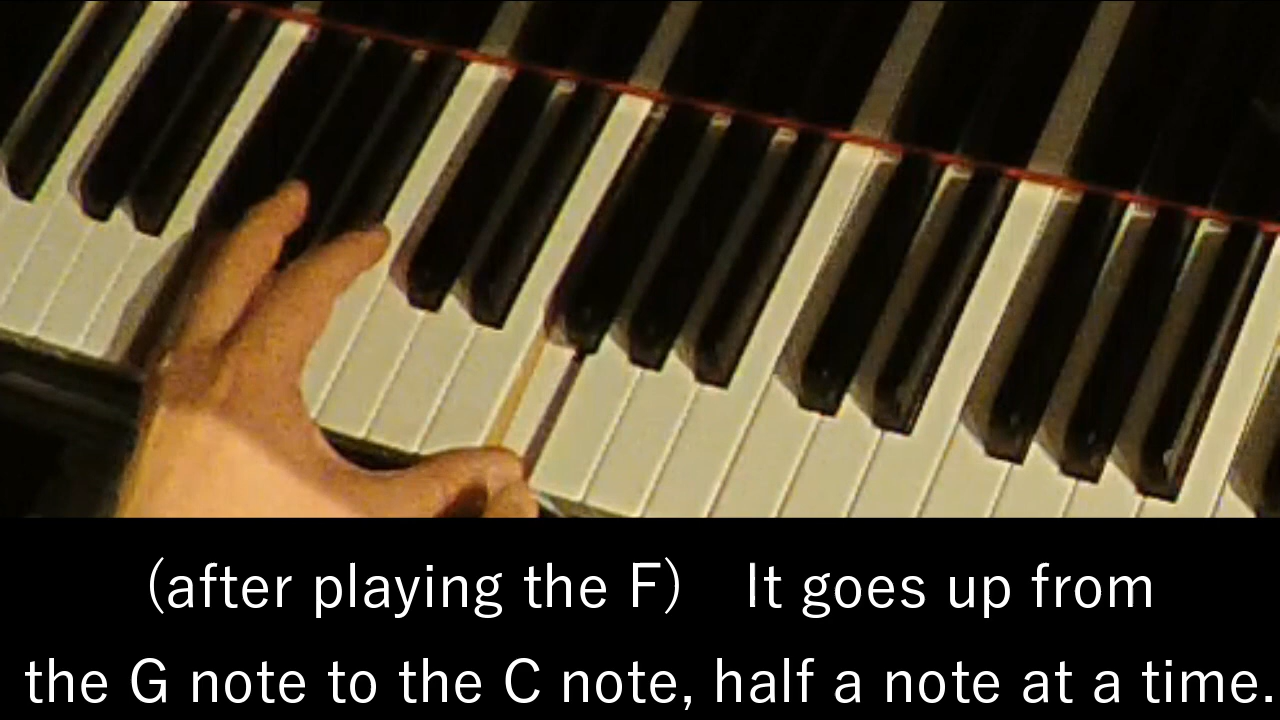 (after playing the F)　It goes up from
the G note to the C note, half a note at a time.